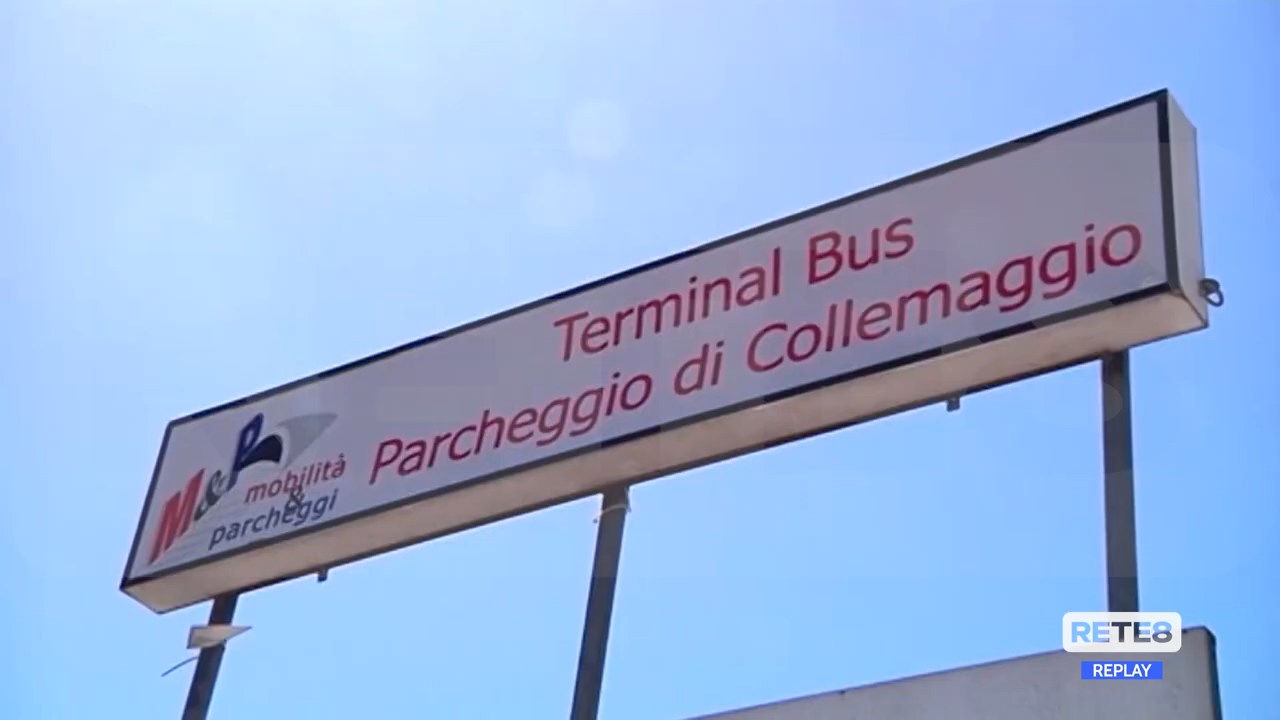 Terminal Bus
Parcheggio di Collemaggio
M&P
mobilità
&
parcheggi
RETE8
REPLAY